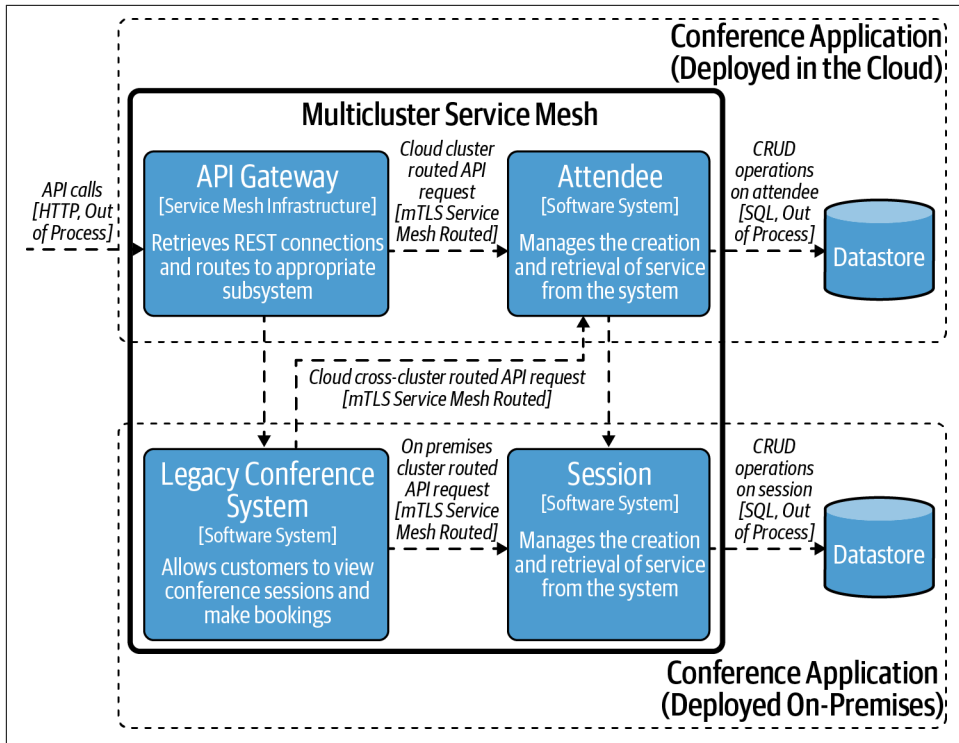 Conference Application
(Deployed in the Cloud)
Multicluster Service Mesh
API calls
[HTTP, Out
of Process]
API Gateway
[Service Mesh Infrastructure]
Retrieves REST connections
and routes to appropriate
subsystem
Cloud cluster
routed API
request
[mTLS Service
Mesh Routed]
Attendee
[Software System]
Manages the creation
and retrieval of service
from the system
CRUD
operations
on attendee
[SQL, Out
of Process]
Datastore
Cloud cross-cluster routed API request
[mTLS Service Mesh Routed]
Legacy Conference
System
[Software System]
Allows customers to view
conference sessions and
make bookings
On premises
cluster routed
API request
[mTLS Service
Mesh Routed]
Session
[Software System]
Manages the creation
and retrieval of service
from the system
CRUD
operations
on session
[SQL, Out
of Process]
Datastore
Conference Application
(Deployed On-Premises)